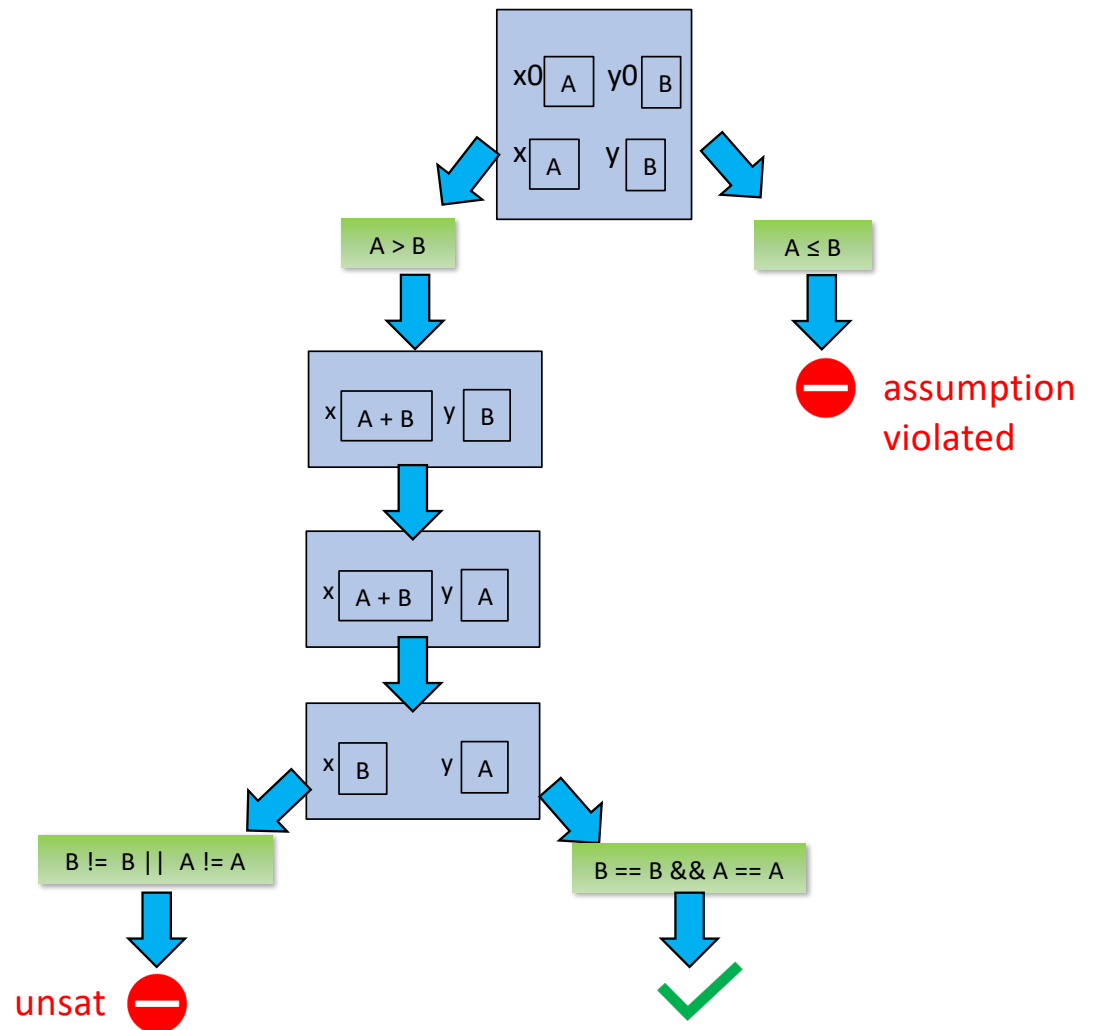 x0 A y0 B
x A y B
A > B
A ≤ B
assumption
violated
x A + B y B
x A + B y A
x B y A
B != B || A != A
B == B && A == A
unsat